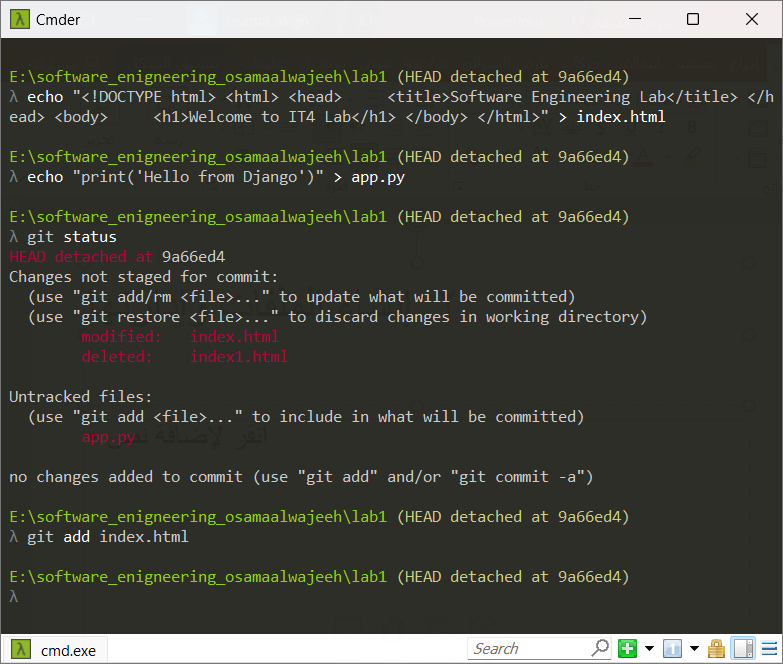 Cmder
E:\software_enigneering_osamaalwajeeh\lab1 (HEAD detached at 9a66ed4)
λ echo "<!DOCTYPE html> <html> <head>     <title>Software Engineering Lab</title> </h
ead> <body>     <h1>Welcome to IT4 Lab</h1> </body> </html>" > index.html
E:\software_enigneering_osamaalwajeeh\lab1 (HEAD detached at 9a66ed4)
λ echo "print('Hello from Django')" > app.py
E:\software_enigneering_osamaalwajeeh\lab1 (HEAD detached at 9a66ed4)
λ git status
HEAD detached at 9a66ed4
Changes not staged for commit:
  (use "git add/rm <file>..." to update what will be committed)
  (use "git restore <file>..." to discard changes in working directory)
        modified:   index.html
        deleted:    index1.html
Untracked files:
  (use "git add <file>..." to include in what will be committed)
        app.py
انقر لإضافة
no changes added to commit (use "git add" and/or "git commit -a")
E:\software_enigneering_osamaalwajeeh\lab1 (HEAD detached at 9a66ed4)
λ git add index.html
E:\software_enigneering_osamaalwajeeh\lab1 (HEAD detached at 9a66ed4)
λ
cmd.exe
Search